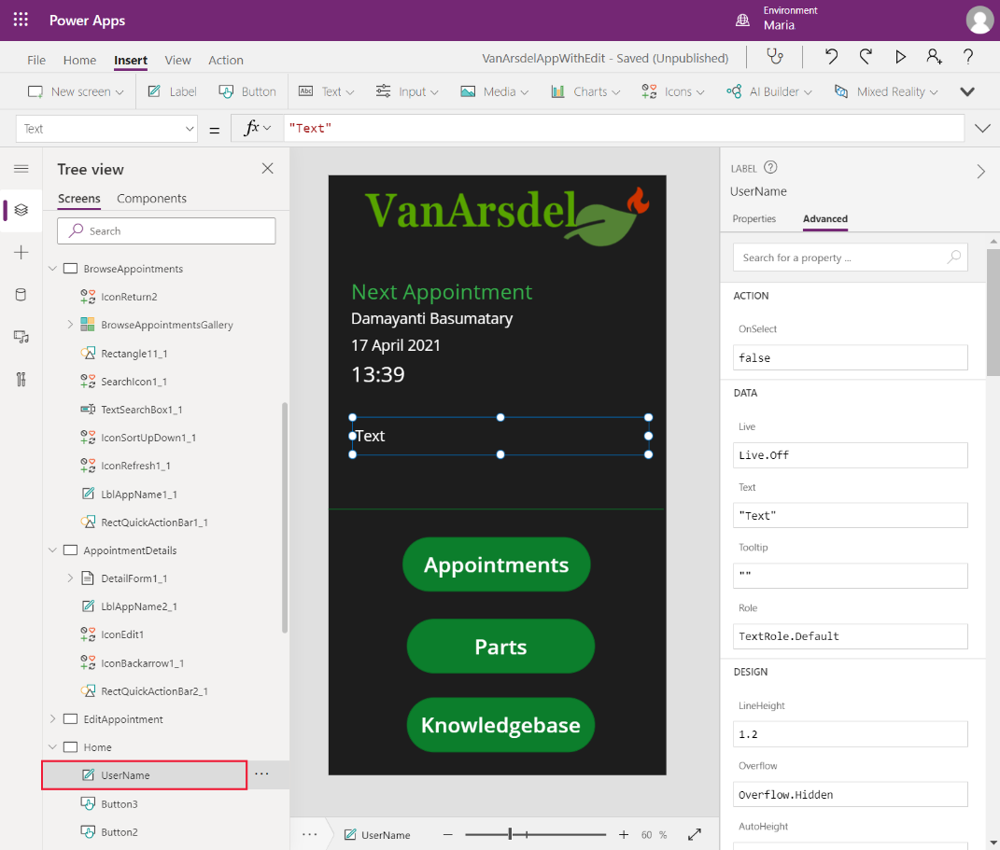 Power Apps
Environment
Maria
File Home Insert View Action
VanArsdelAppWithEdit - Saved (Unpublished)
New screen Label Button Text Input Media Charts Icons AI Builder Mixed Reality
Text = fx "Text"
Tree view
Screens Components
Search
BrowseAppointments
IconReturn2
BrowseAppointmentsGallery
Rectangle11_1
SearchIcon1_1
TextSearchBox1_1
IconSortUpDown1_1
IconRefresh1_1
LblAppName1_1
RectQuickActionBar1_1
AppointmentDetails
DetailForm1_1
LblAppName2_1
IconEdit1
IconBackarrow1_1
RectQuickActionBar2_1
EditAppointment
Home
UserName
Button3
Button2
VanArsdel
Next Appointment
Damayanti Basumatary
17 April 2021
13:39
Text
Appointments
Parts
Knowledgebase
UserName
60 %
LABEL
UserName
Properties Advanced
Search for a property ...
ACTION
OnSelect
false
DATA
Live
Live.Off
Text
"Text"
Tooltip
""
Role
TextRole.Default
DESIGN
LineHeight
1.2
Overflow
Overflow.Hidden
AutoHeight